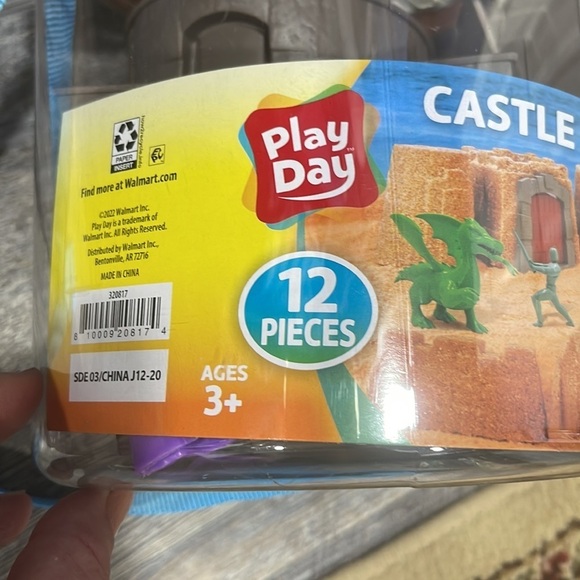 CASTLE
Play
Day
PAPER
INSERT
how2recycle.info
Find more at Walmart.com
©2022 Walmart Inc.
Play Day is a trademark of
Walmart Inc. All Rights Reserved.
Distributed by Walmart Inc.,
Bentonville, AR 72716
MADE IN CHINA
320817
8 10009 20817 4
SDE 03/CHINA J12-20
12
PIECES
AGES
3+